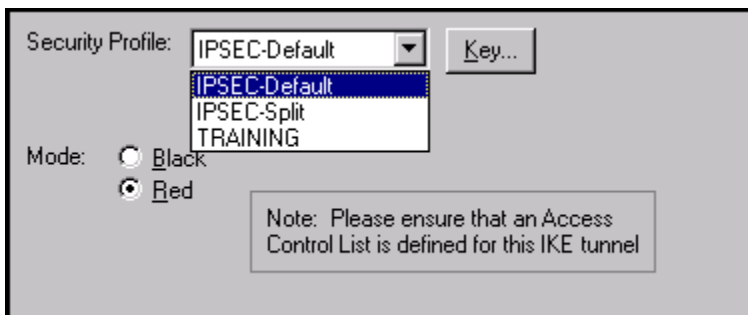 Security Profile: IPSEC-Default Key...
IPSEC-Default
IPSEC-Split
TRAINING
Mode: Black
Red
Note: Please ensure that an Access
Control List is defined for this IKE tunnel